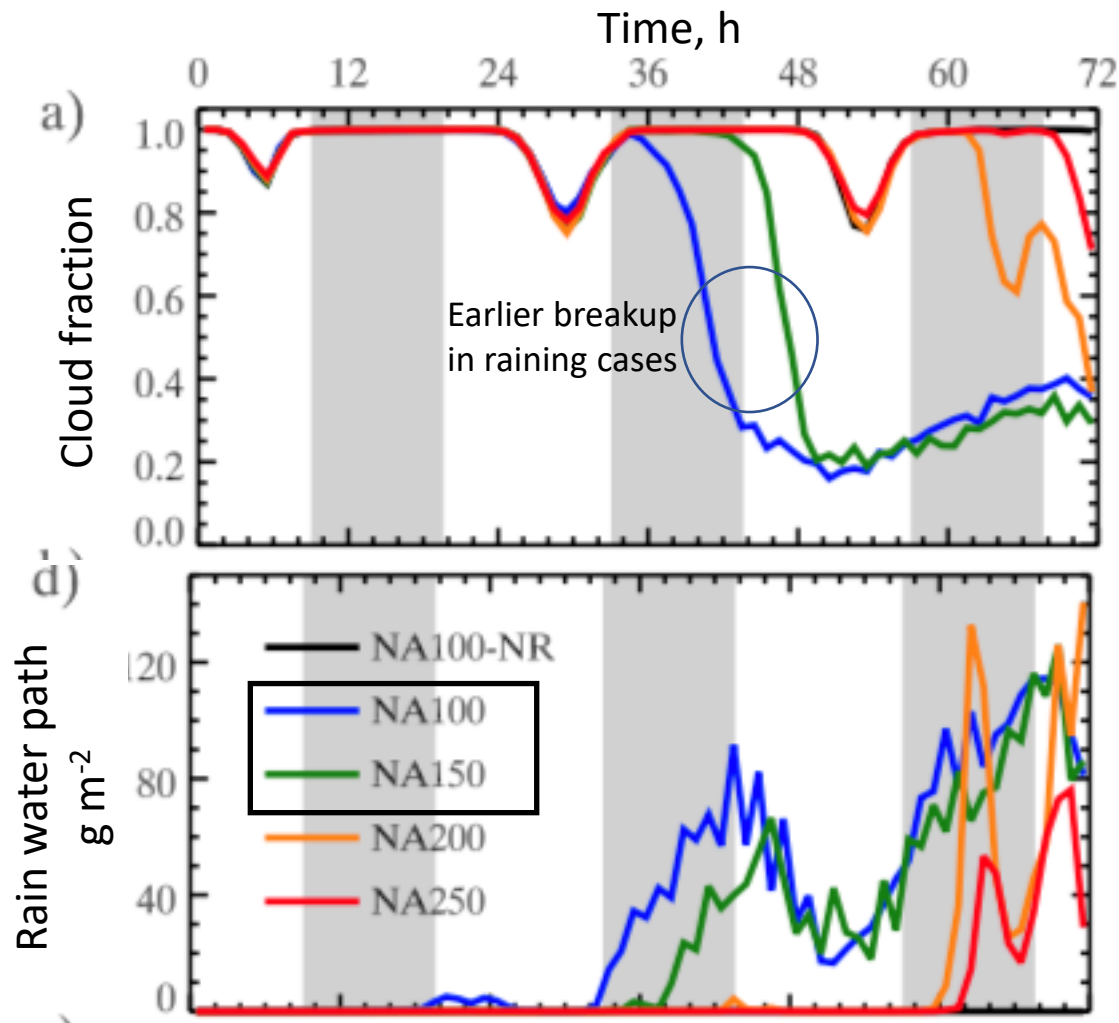 Time, h
0 12 24 36 48 60 72
a)
1.0
0.8
0.6
0.4
0.2
0.0
Cloud fraction
Earlier breakup
in raining cases
d)
Rain water path
g m⁻²
20
80
40
0
NA100-NR
NA100
NA150
NA200
NA250